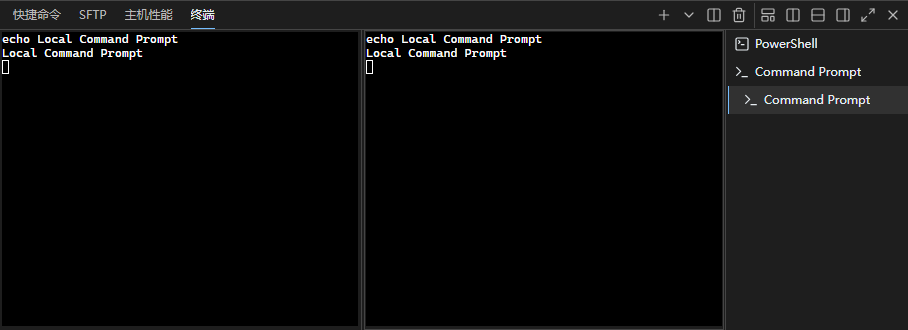 快捷命令 SFTP 主机性能 终端
echo Local Command Prompt
Local Command Prompt
echo Local Command Prompt
Local Command Prompt
PowerShell
Command Prompt
Command Prompt